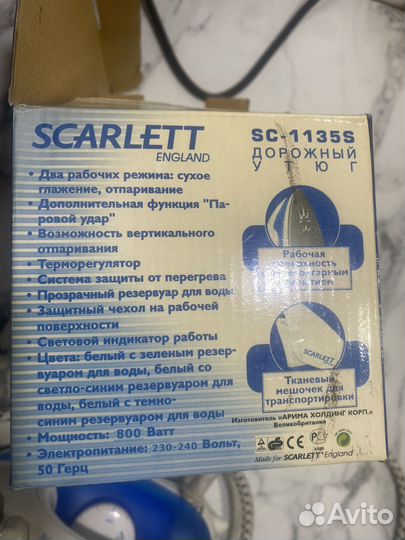 SCARLETT
ENGLAND
SC-1135S
ДОРОЖНЫЙ
УТЮГ
• Два рабочих режима: сухое
глажение, отпаривание
• Дополнительная функция "Па-
ровой удар"
• Возможность вертикального
отпаривания
• Терморегулятор
• Система защиты от перегрева
• Прозрачный резервуар для воды
• Защитный чехол на рабочей
поверхности
• Световой индикатор работы
• Цвета: белый с зеленым резер-
вуаром для воды, белый со
светло-синим резервуаром для
воды, белый с темно-
синим резервуаром для воды
• Мощность: 800 Ватт
• Электропитание: 230-240 Вольт,
50 Герц
Рабочая
поверхность
SCARLETT
Тканевый
мешочек для
транспортировки
Изготовитель «АРИМА ХОЛДИНГ КОРП.»
Великобритания
Made for SCARLETT England
Avito